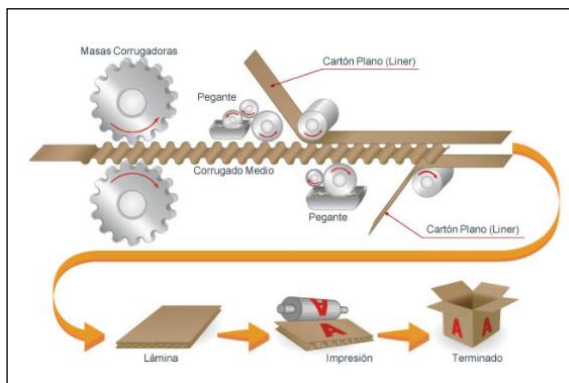 Masas Corrugadoras
Cartón Plano (Liner)
Pegante
Corrugado Medio
Pegante
Cartón Plano (Liner)
A
A
A A
Lámina
Impresión
Terminado